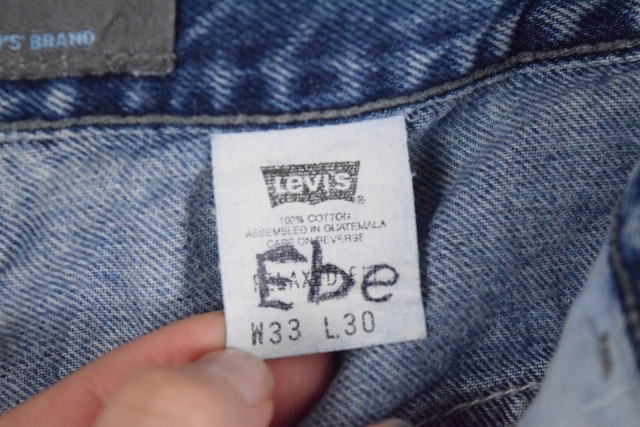 'S' BRAND
Levi's ®
100% COTTON
ASSEMBLED IN GUATEMALA
CARE ON REVERSE
Ebe
W33 L30